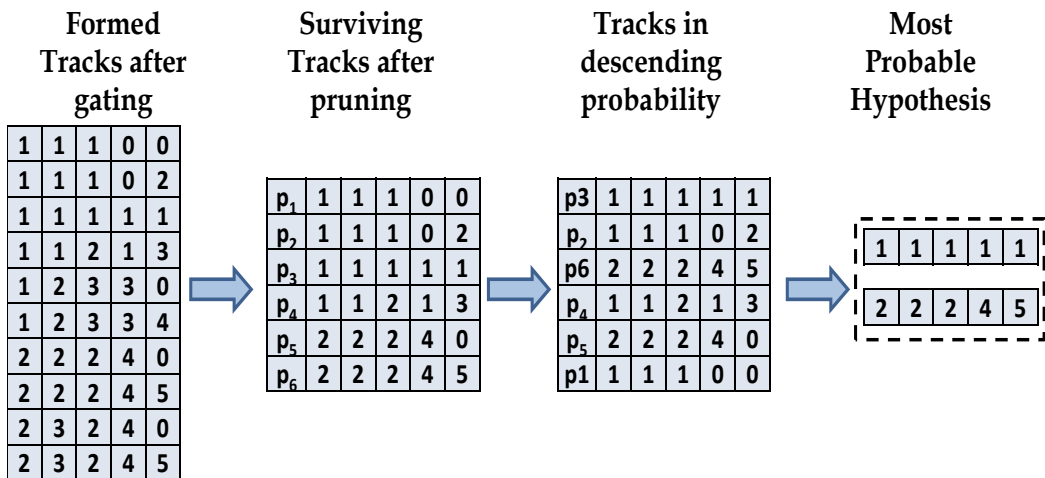 Formed
Tracks after
gating
1 1 1 0 0
1 1 1 0 2
1 1 1 1 1
1 1 2 1 3
1 2 3 3 0
1 2 3 3 4
2 2 2 4 0
2 2 2 4 5
2 3 2 4 0
2 3 2 4 5
Surviving
Tracks after
pruning
p1 1 1 1 0 0
p2 1 1 1 0 2
p3 1 1 1 1 1
p4 1 1 2 1 3
p5 2 2 2 4 0
p6 2 2 2 4 5
Tracks in
descending
probability
p3 1 1 1 1 1
p2 1 1 1 0 2
p6 2 2 2 4 5
p4 1 1 2 1 3
p5 2 2 2 4 0
p1 1 1 1 0 0
Most
Probable
Hypothesis
1 1 1 1 1
2 2 2 4 5